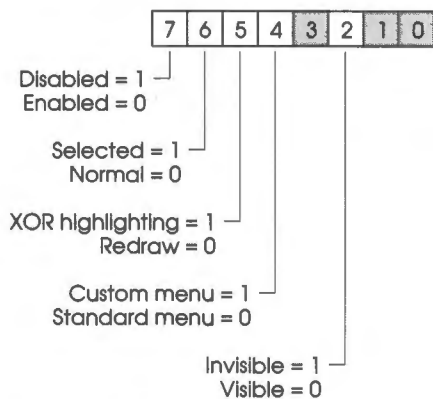 7 6 5 4 3 2 1 0
Disabled = 1
Enabled = 0
Selected = 1
Normal = 0
XOR highlighting = 1
Redraw = 0
Custom menu = 1
Standard menu = 0
Invisible = 1
Visible = 0